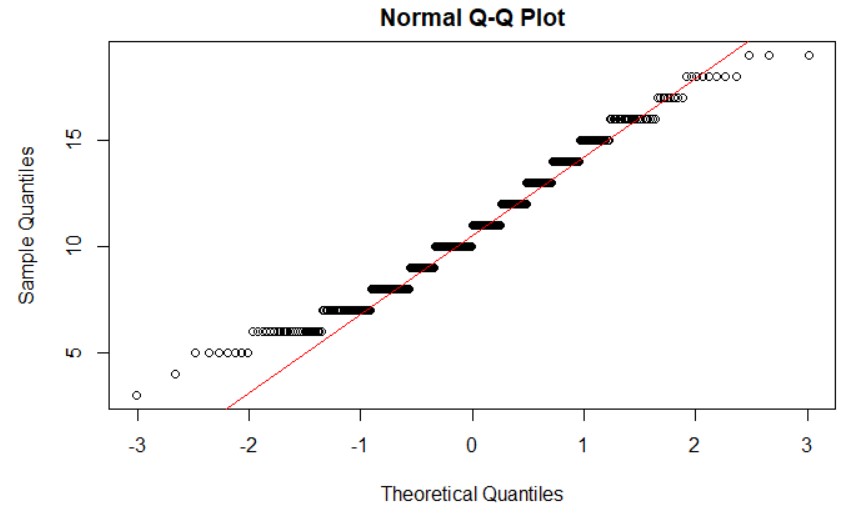 Normal Q-Q Plot
Sample Quantiles
15
10
5
-3 -2 -1 0 1 2 3
Theoretical Quantiles